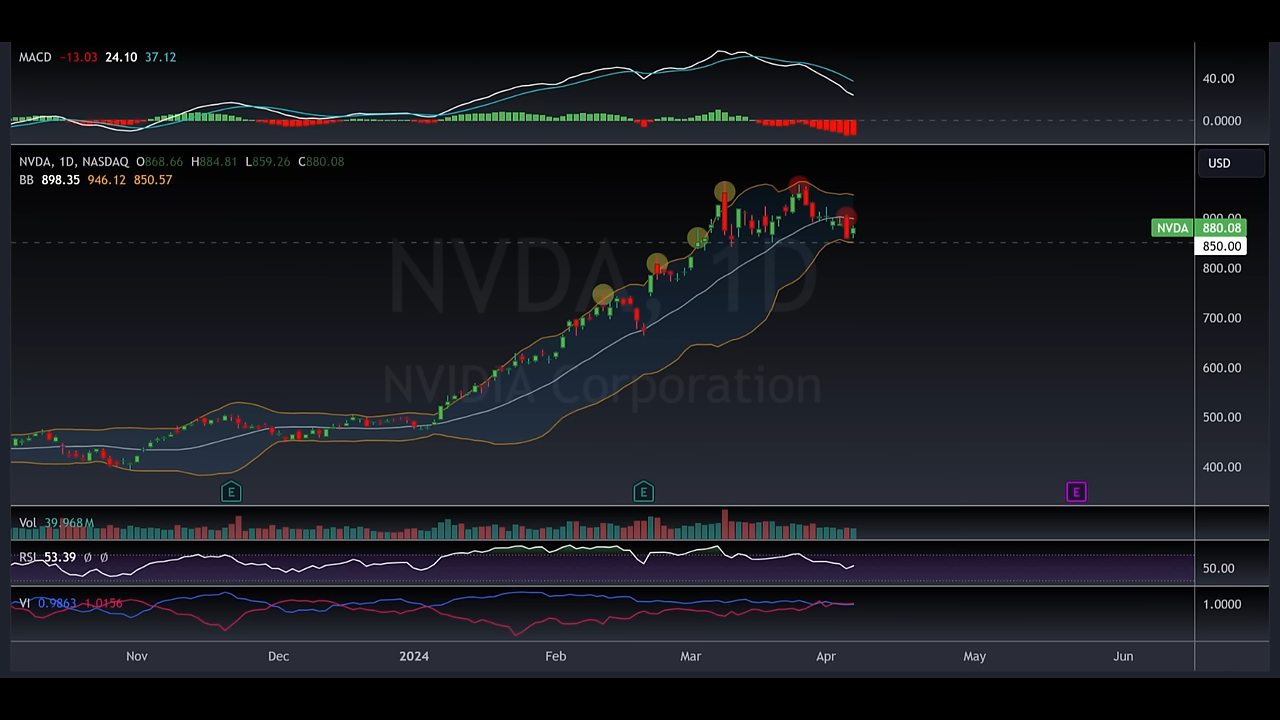 MACD −13.03 24.10 37.12
40.00
0.0000
NVDA, 1D, NASDAQ O868.66 H884.81 L859.26 C880.08
USD
BB 898.35 946.12 850.57
900.00
NVDA 880.08
850.00
NVDA, 1D
800.00
700.00
600.00
NVIDIA Corporation
500.00
400.00
E E E
Vol 39.968M
RSI 53.39 Ø Ø
50.00
VI 0.9863 1.0156
1.0000
Nov Dec 2024 Feb Mar Apr May Jun